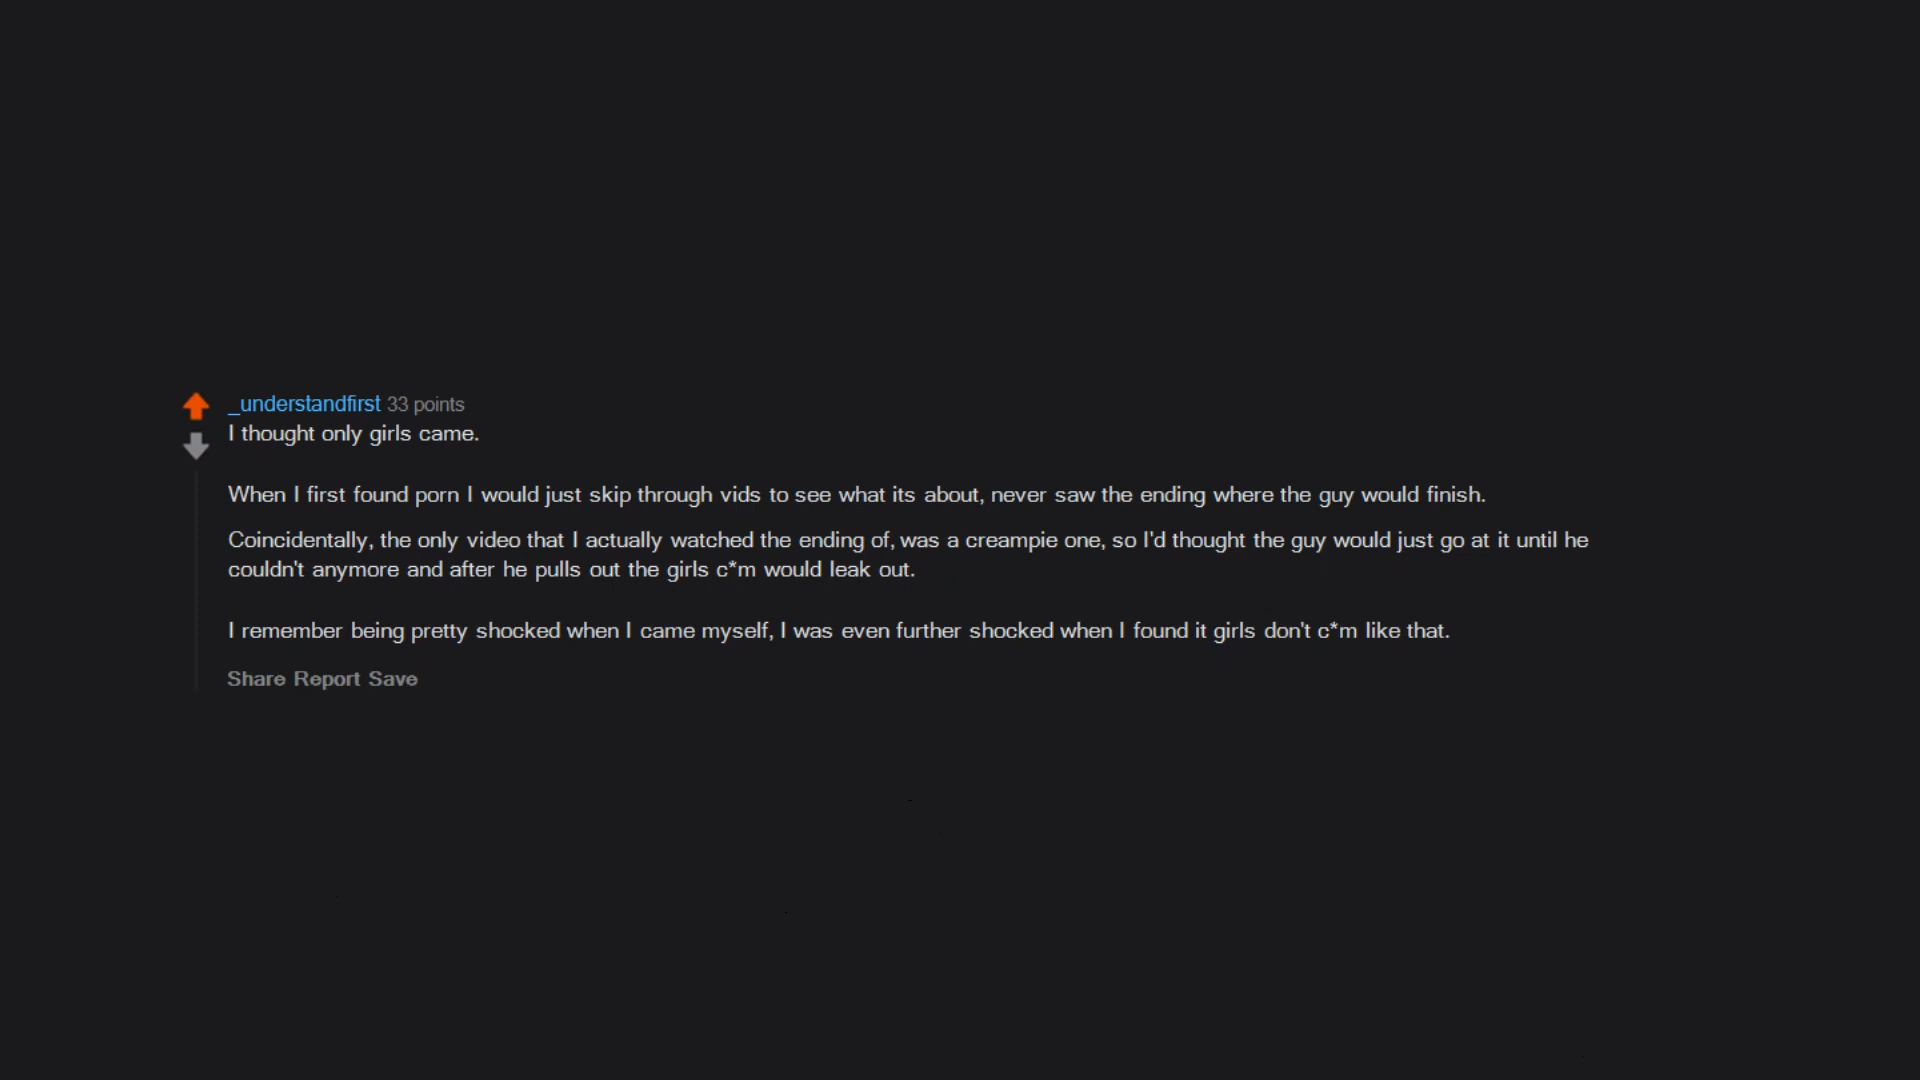 _understandfirst 33 points
I thought only girls came.
When I first found porn I would just skip through vids to see what its about, never saw the ending where the guy would finish.
Coincidentally, the only video that I actually watched the ending of, was a creampie one, so I'd thought the guy would just go at it until he
couldn't anymore and after he pulls out the girls c*m would leak out.
I remember being pretty shocked when I came myself, I was even further shocked when I found it girls don't c*m like that.
Share Report Save